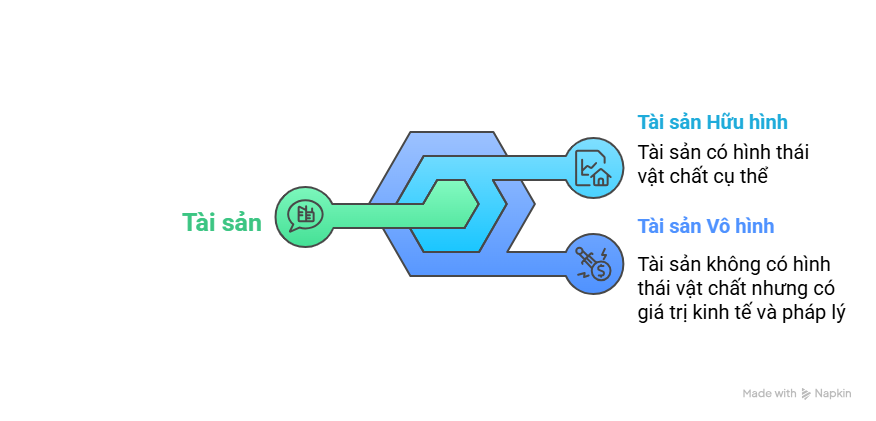 Tài sản
Tài sản Hữu hình
Tài sản có hình thái
vật chất cụ thể
Tài sản Vô hình
Tài sản không có hình
thái vật chất nhưng có
giá trị kinh tế và pháp lý
Made with Napkin